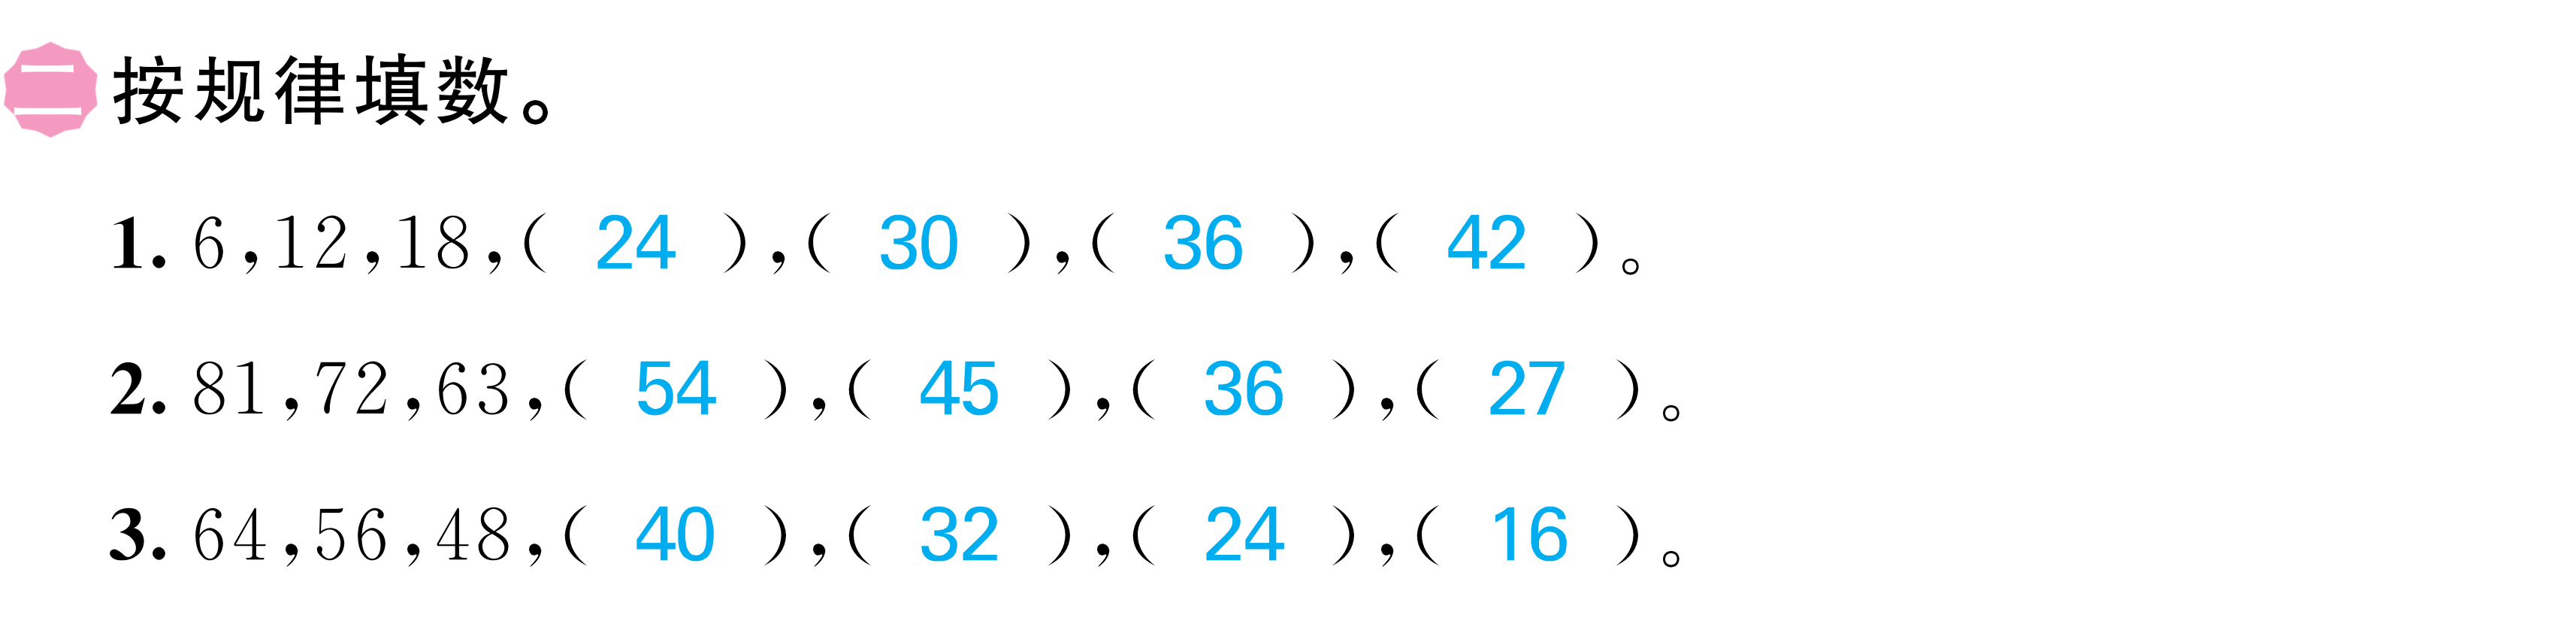 二 按规律填数。
1. 6,12,18,( 24 ),( 30 ),( 36 ),( 42 )。
2. 81,72,63,( 54 ),( 45 ),( 36 ),( 27 )。
3. 64,56,48,( 40 ),( 32 ),( 24 ),( 16 )。